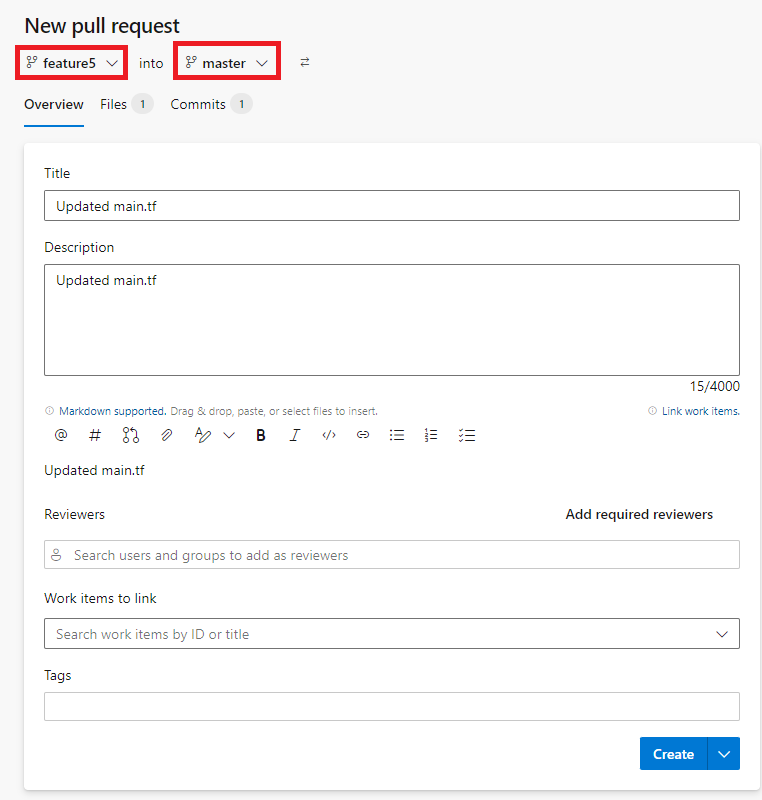 New pull request
feature5 into master
Overview Files 1 Commits 1
Title
Updated main.tf
Description
Updated main.tf
15/4000
Markdown supported. Drag & drop, paste, or select files to insert. Link work items.
@ # B I </>
Updated main.tf
Reviewers Add required reviewers
Search users and groups to add as reviewers
Work items to link
Search work items by ID or title
Tags
Create